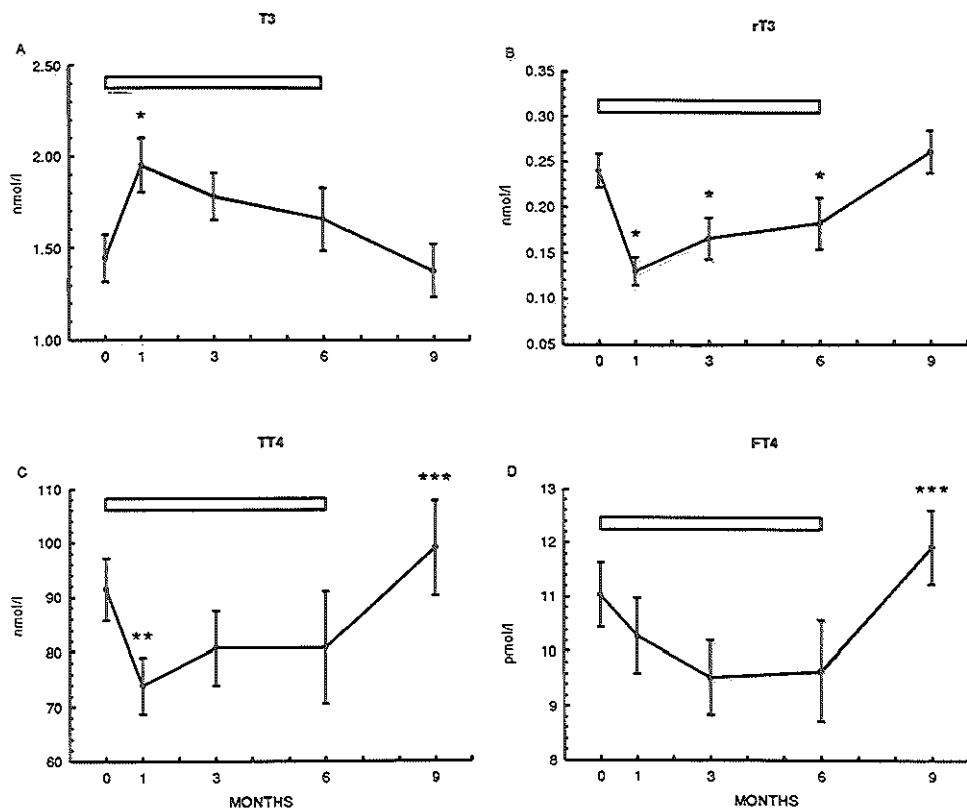 T3
A
2.50
2.00
1.50
1.00
nmol/l
*
0 1 3 6 9
rT3
B
0.35
0.30
0.25
0.20
0.15
0.10
0.05
nmol/l
* * *
0 1 3 6 9
TT4
C
110
100
90
80
70
60
nmol/l
**
***
0 1 3 6 9
MONTHS
FT4
D
13
12
11
10
9
8
pmol/l
***
0 1 3 6 9
MONTHS